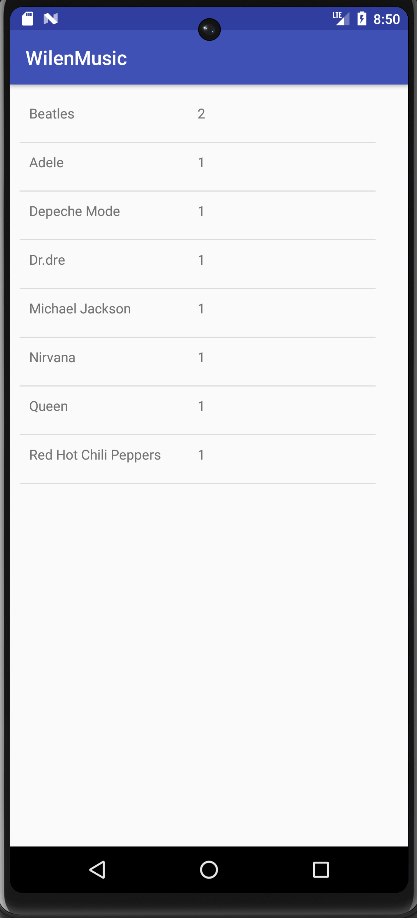 LTE 8:50
WilenMusic
Beatles 2
Adele 1
Depeche Mode 1
Dr.dre 1
Michael Jackson 1
Nirvana 1
Queen 1
Red Hot Chili Peppers 1